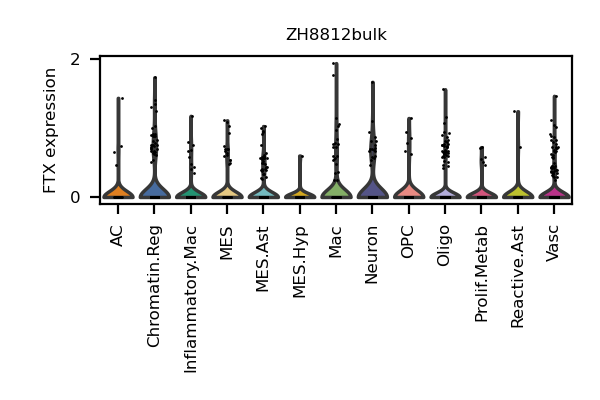 ZH8812bulk
FTX expression
2
0
AC
Chromatin.Reg
Inflammatory.Mac
MES
MES.Ast
MES.Hyp
Mac
Neuron
OPC
Oligo
Prolif.Metab
Reactive.Ast
Vasc